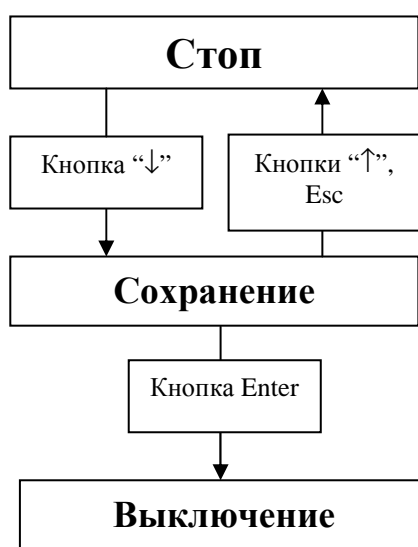 Стоп
Кнопка “↓”
Кнопки “↑”,
Esc
Сохранение
Кнопка Enter
Выключение